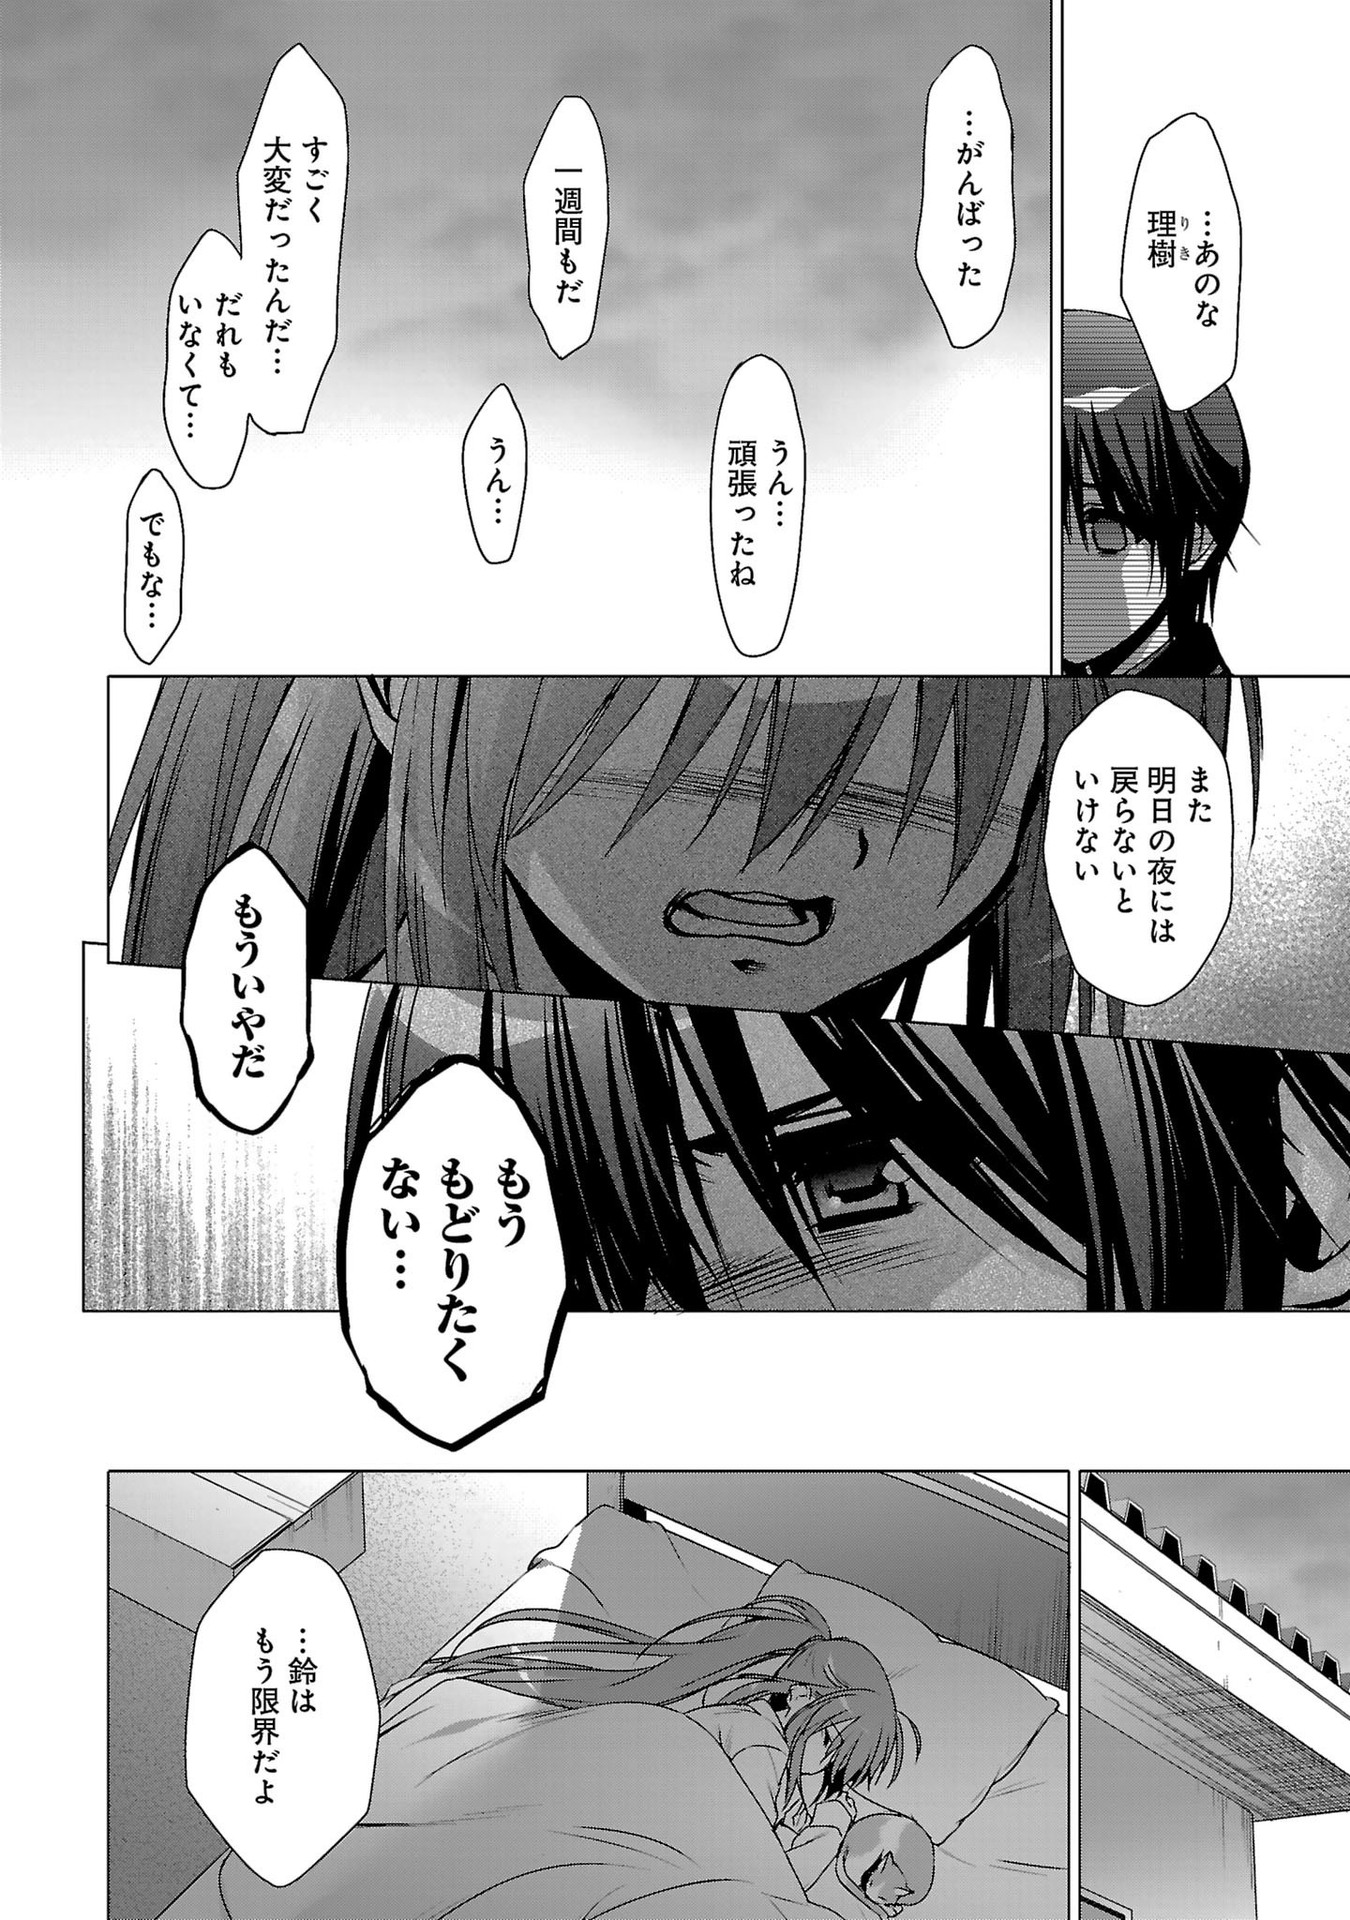 …あのな
理樹
りき
…がんばった
うん…
頑張ったね
一週間もだ
うん…
すごく
大変だったんだ…
だれも
いなくて…
でもな…
また
明日の夜には
戻らないと
いけない
もういやだ
もう
もどりたく
ない…
…鈴は
もう限界だよ